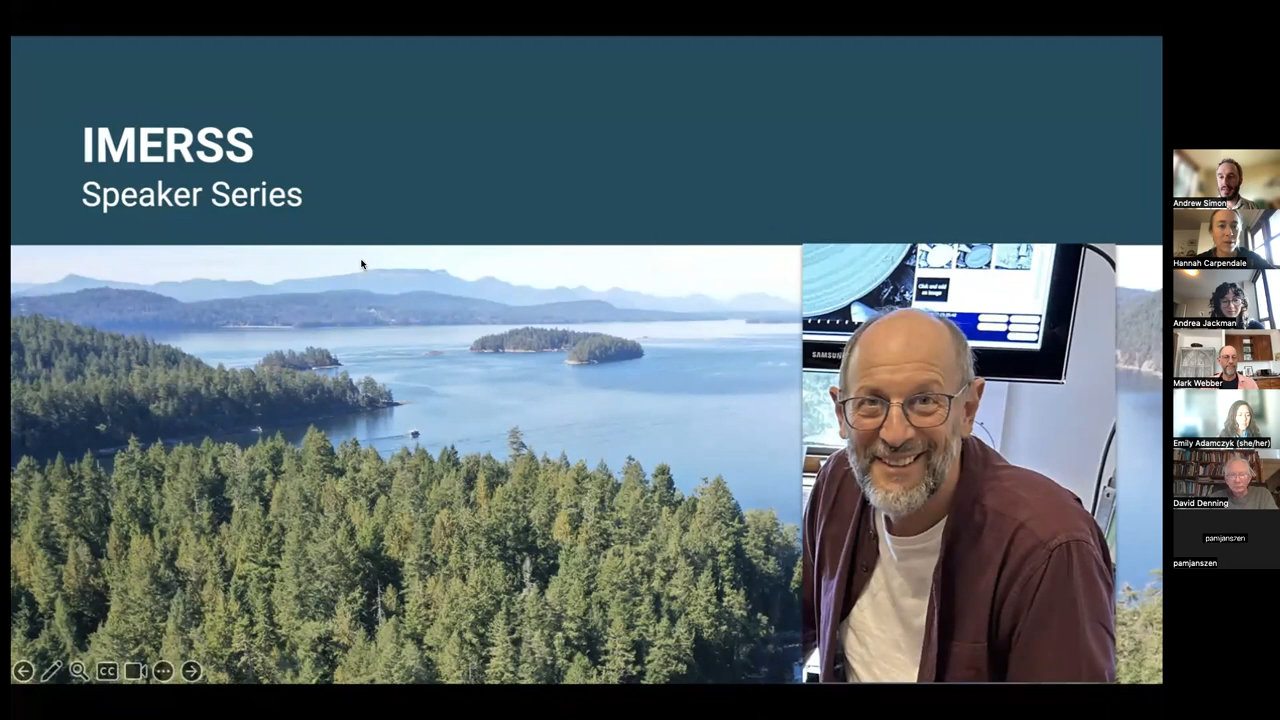 IMERSS
Speaker Series
Click and add
an image
SAMSUNG
CC
Andrew Simon
Hannah Carpendale
Andrea Jackman
Mark Webber
Emily Adamczyk (she/her)
David Denning
pamjanszen
pamjanszen